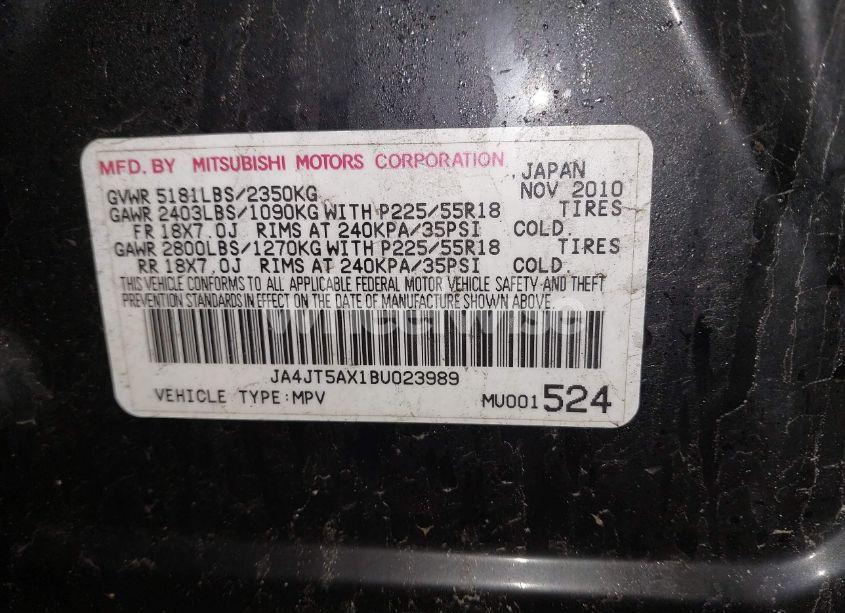 MFD. BY MITSUBISHI MOTORS CORPORATION JAPAN
GVWR 5181LBS/2350KG NOV 2010
GAWR 2403LBS/1090KG WITH P225/55R18 TIRES
FR 18X7.0J RIMS AT 240KPA/35PSI COLD.
GAWR 2800LBS/1270KG WITH P225/55R18 TIRES
RR 18X7.0J RIMS AT 240KPA/35PSI COLD.
THIS VEHICLE CONFORMS TO ALL APPLICABLE FEDERAL MOTOR VEHICLE SAFETY AND THEFT
PREVENTION STANDARDS IN EFFECT ON THE DATE OF MANUFACTURE SHOWN ABOVE.
JA4JT5AX1BU023989
VEHICLE TYPE:MPV MU001524